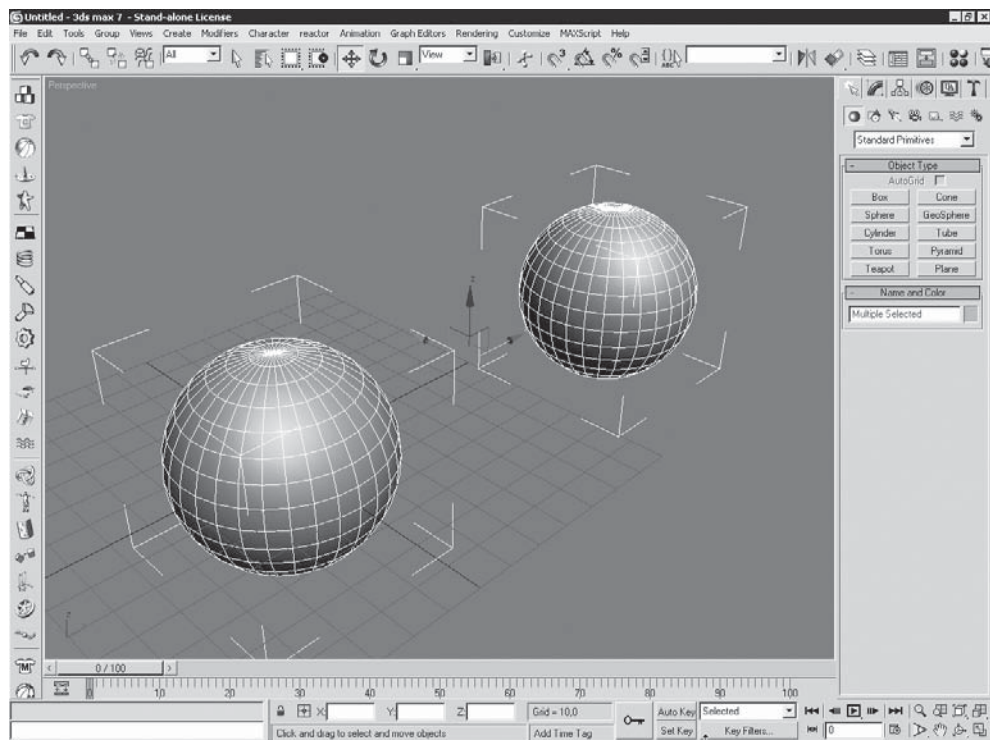 Untitled - 3ds max 7 - Stand-alone License
File Edit Tools Group Views Create Modifiers Character reactor Animation Graph Editors Rendering Customize MAXScript Help
All
View
Perspective
Standard Primitives
- Object Type
AutoGrid
Box Cone
Sphere GeoSphere
Cylinder Tube
Torus Pyramid
Teapot Plane
- Name and Color
Multiple Selected
z
z
< 0 / 100 >
0 10 20 30 40 50 60 70 80 90 100
X: Y: Z: Grid = 10,0 Auto Key Selected
Click and drag to select and move objects Add Time Tag Set Key Key Filters... 0